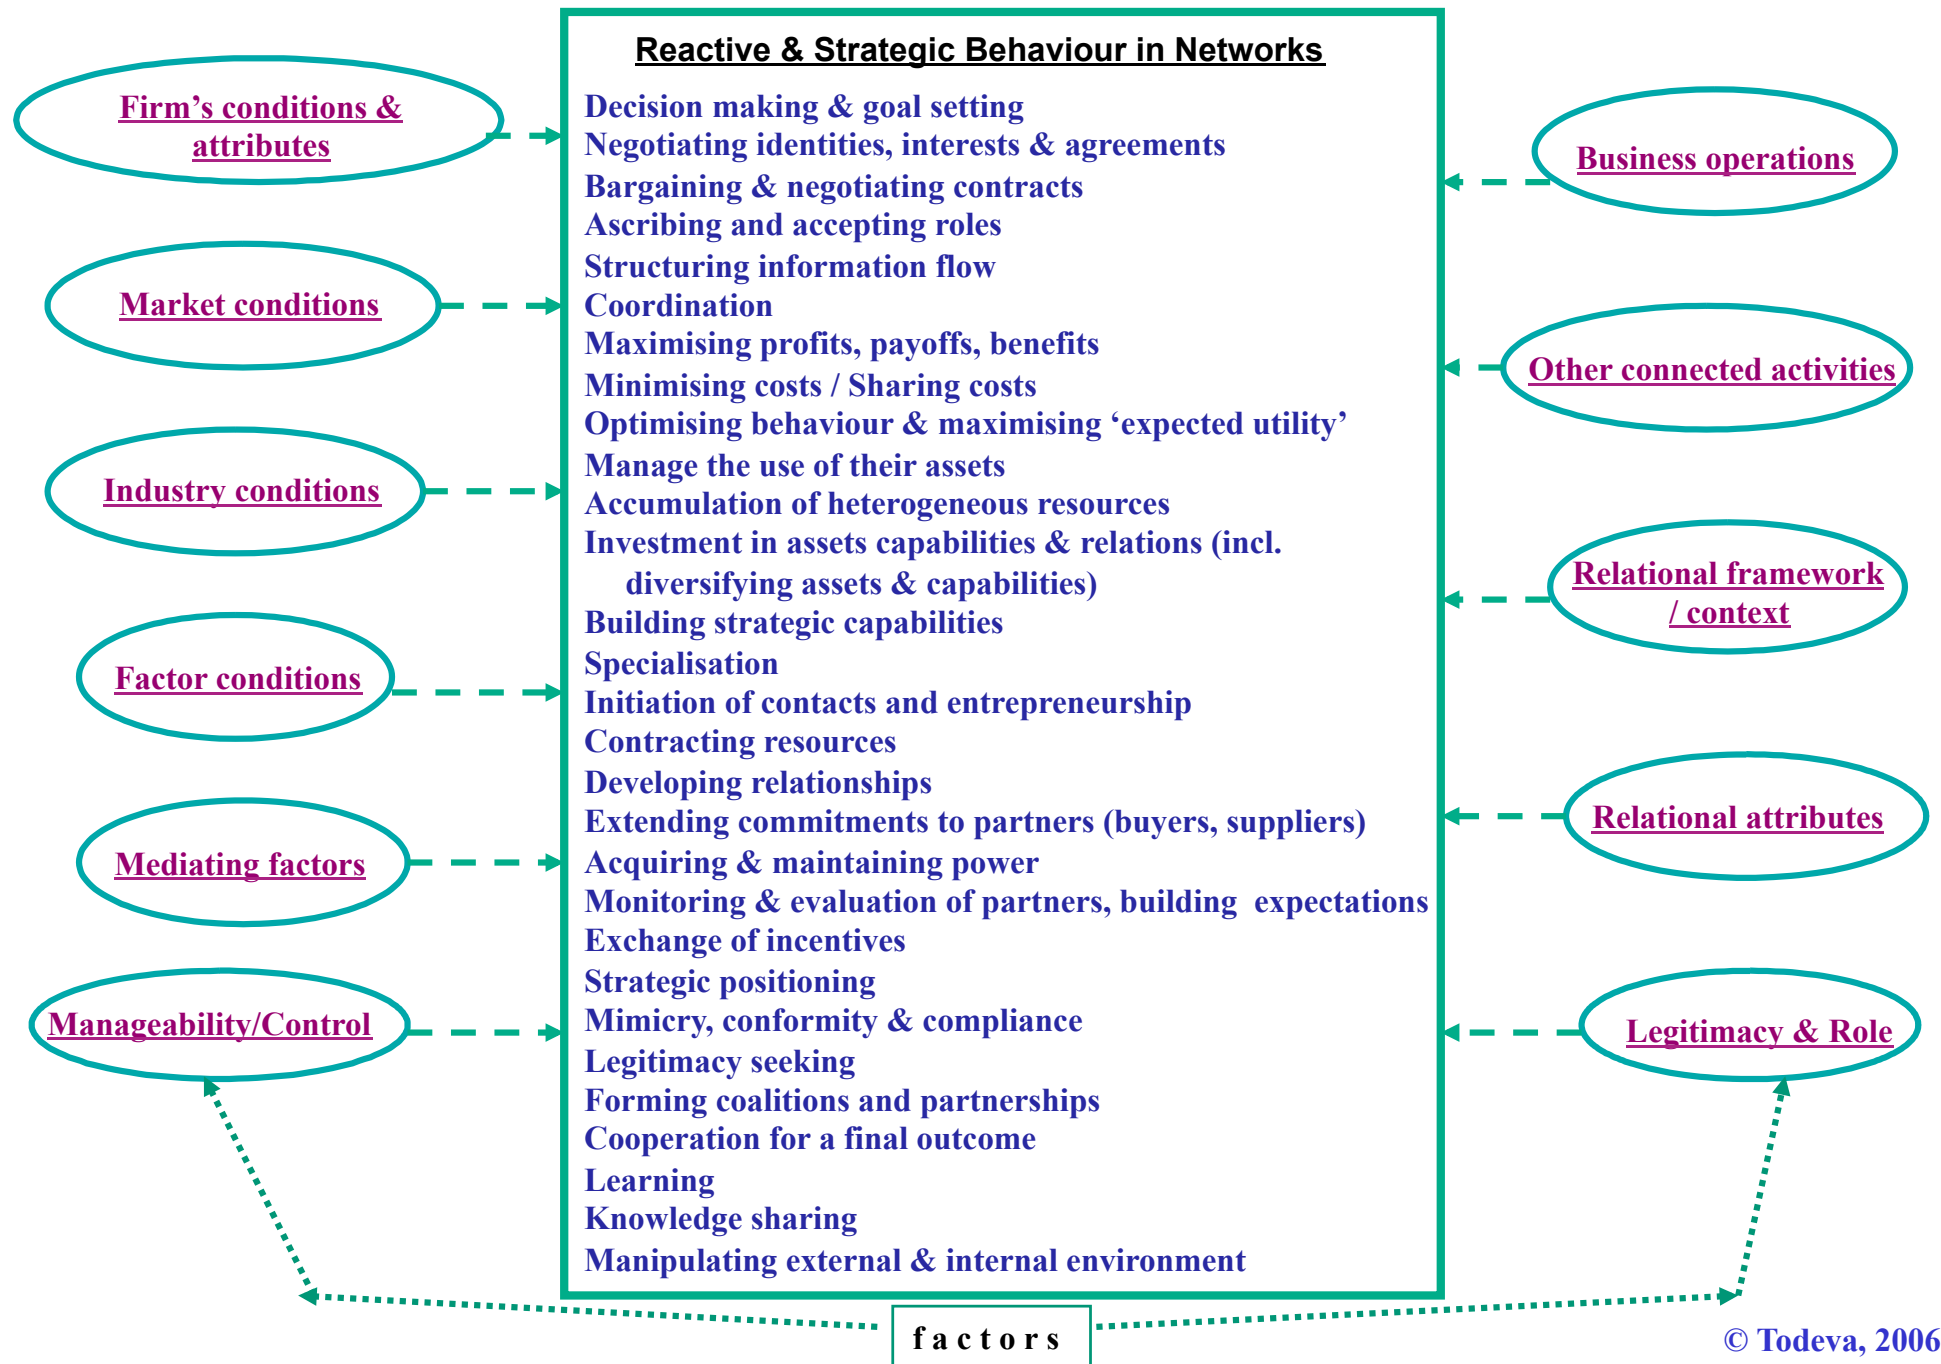 Reactive & Strategic Behaviour in Networks
Firm's conditions &
attributes
Market conditions
Industry conditions
Factor conditions
Mediating factors
Manageability/Control
Decision making & goal setting
Negotiating identities, interests & agreements
Bargaining & negotiating contracts
Ascribing and accepting roles
Structuring information flow
Coordination
Maximising profits, payoffs, benefits
Minimising costs / Sharing costs
Optimising behaviour & maximising ‘expected utility’
Manage the use of their assets
Accumulation of heterogeneous resources
Investment in assets capabilities & relations (incl.
diversifying assets & capabilities)
Building strategic capabilities
Specialisation
Initiation of contacts and entrepreneurship
Contracting resources
Developing relationships
Extending commitments to partners (buyers, suppliers)
Acquiring & maintaining power
Monitoring & evaluation of partners, building expectations
Exchange of incentives
Strategic positioning
Mimicry, conformity & compliance
Legitimacy seeking
Forming coalitions and partnerships
Cooperation for a final outcome
Learning
Knowledge sharing
Manipulating external & internal environment
Business operations
Other connected activities
Relational framework
/ context
Relational attributes
Legitimacy & Role
factors
© Todeva, 2006